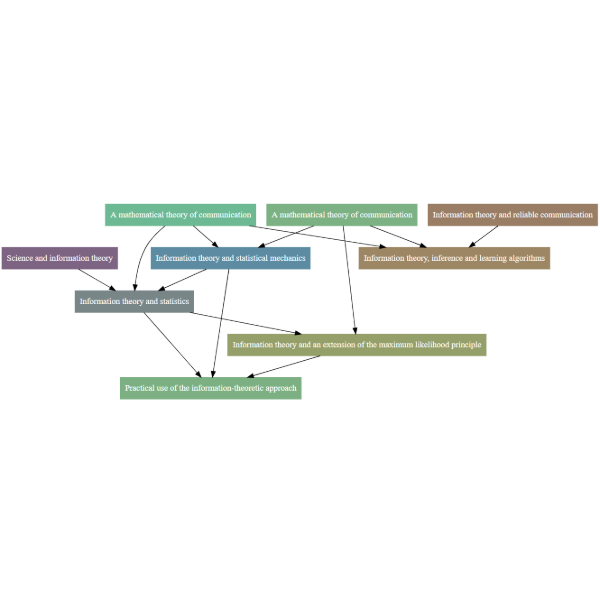 A mathematical theory of communication
A mathematical theory of communication
Information theory and reliable communication
Science and information theory
Information theory and statistical mechanics
Information theory, inference and learning algorithms
Information theory and statistics
Information theory and an extension of the maximum likelihood principle
Practical use of the information-theoretic approach